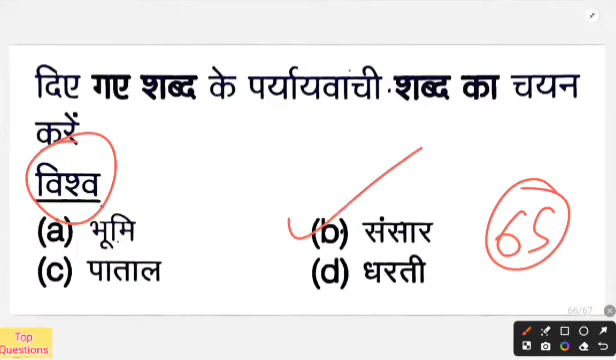 दिए गए शब्द के पर्यायवाची शब्द का चयन
करें
विश्व
(a) भूमि (b) संसार
65
(c) पाताल (d) धरती
66/67
Top
Questions